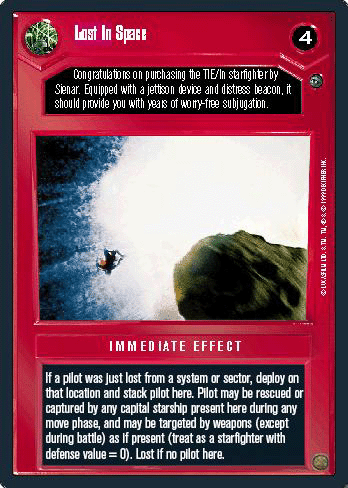 Lost In Space
4
Congratulations on purchasing the TIE/ln starfighter by
Sienar. Equipped with a jettison device and distress beacon, it
should provide you with years of worry-free subjugation.
IMMEDIATE EFFECT
If a pilot was just lost from a system or sector, deploy on
that location and stack pilot here. Pilot may be rescued or
captured by any capital starship present here during any
move phase, and may be targeted by weapons (except
during battle) as if present (treat as a starfighter with
defense value = 0). Lost if no pilot here.